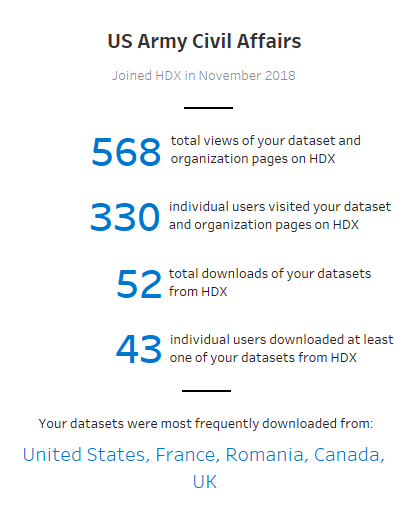 US Army Civil Affairs
Joined HDX in November 2018
568 total views of your dataset and
organization pages on HDX
330 individual users visited your dataset
and organization pages on HDX
52 total downloads of your datasets
from HDX
43 individual users downloaded at least
one of your datasets from HDX
Your datasets were most frequently downloaded from:
United States, France, Romania, Canada,
UK